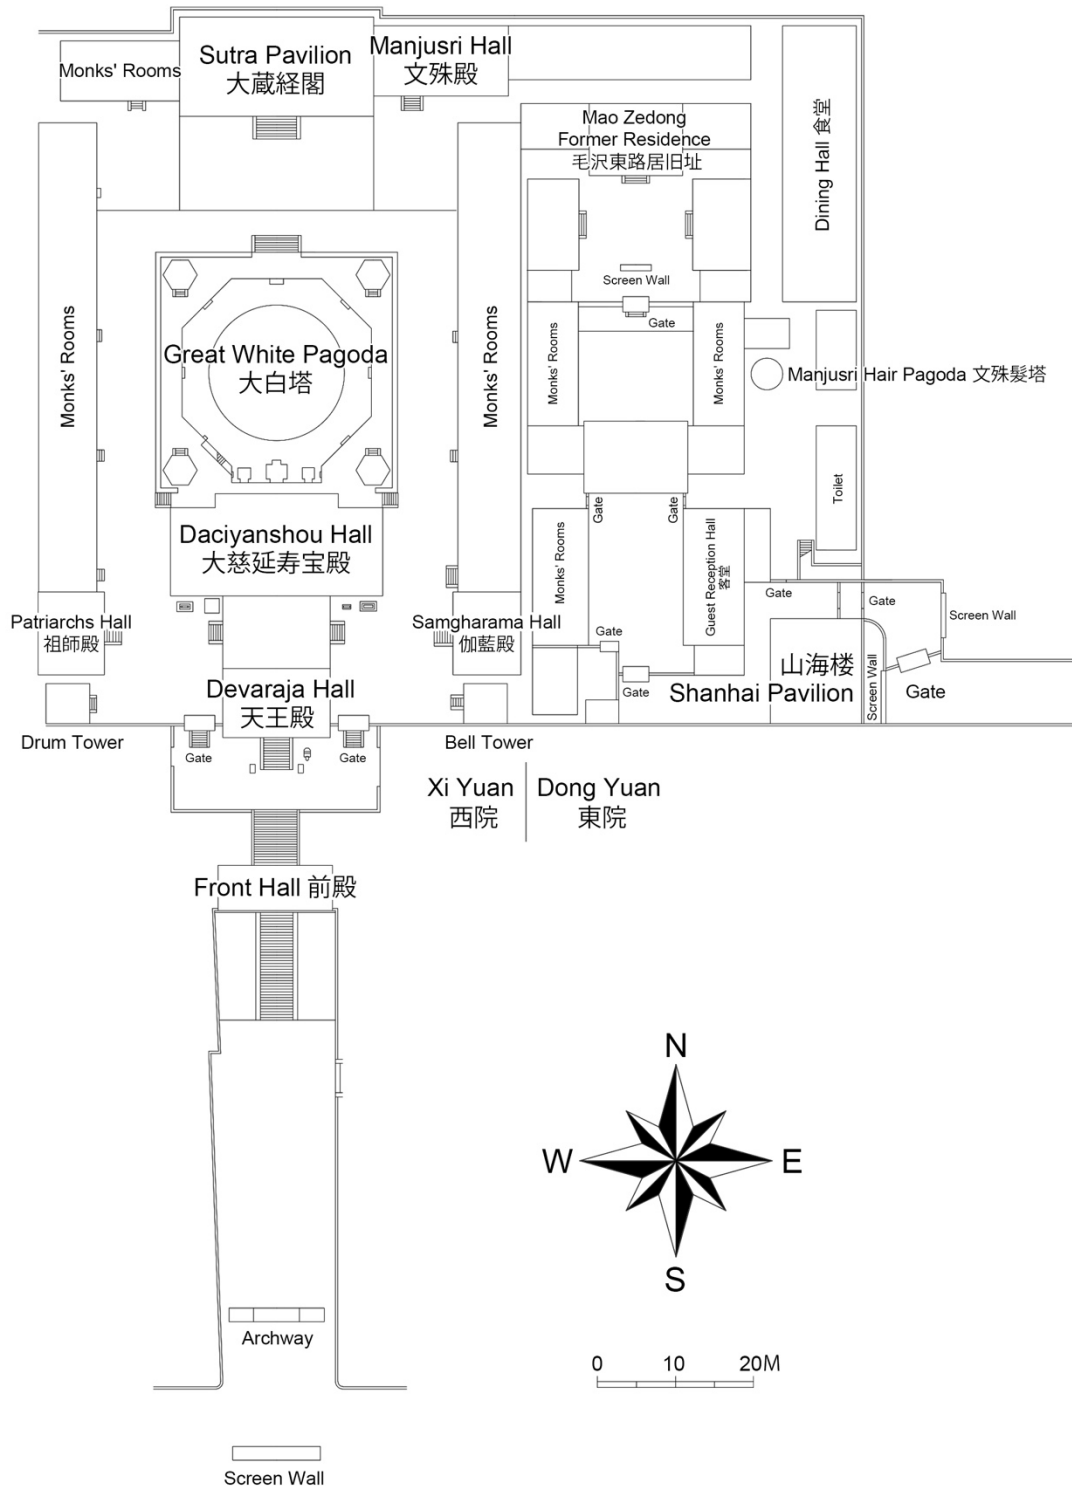 Monks' Rooms
Sutra Pavilion
大蔵経閣
Manjusri Hall
文殊殿
Mao Zedong
Former Residence
毛沢東路居旧址
Dining Hall 食堂
Screen Wall
Gate
Monks' Rooms
Great White Pagoda
大白塔
Monks' Rooms
Monks' Rooms
Monks' Rooms
Manjusri Hair Pagoda 文殊髪塔
Toilet
Gate
Gate
Daciyanshou Hall
大慈延寿宝殿
Monks' Rooms
Guest Reception Hall
客堂
Patriarchs Hall
祖師殿
Samgharama Hall
伽藍殿
Gate
Gate
Gate
Screen Wall
Gate
山海楼
Shanhai Pavilion
Screen Wall
Gate
Devaraja Hall
天王殿
Drum Tower
Gate
Gate
Bell Tower
Xi Yuan
西院
Dong Yuan
東院
Front Hall 前殿
N
W
E
S
Archway
0 10 20M
Screen Wall